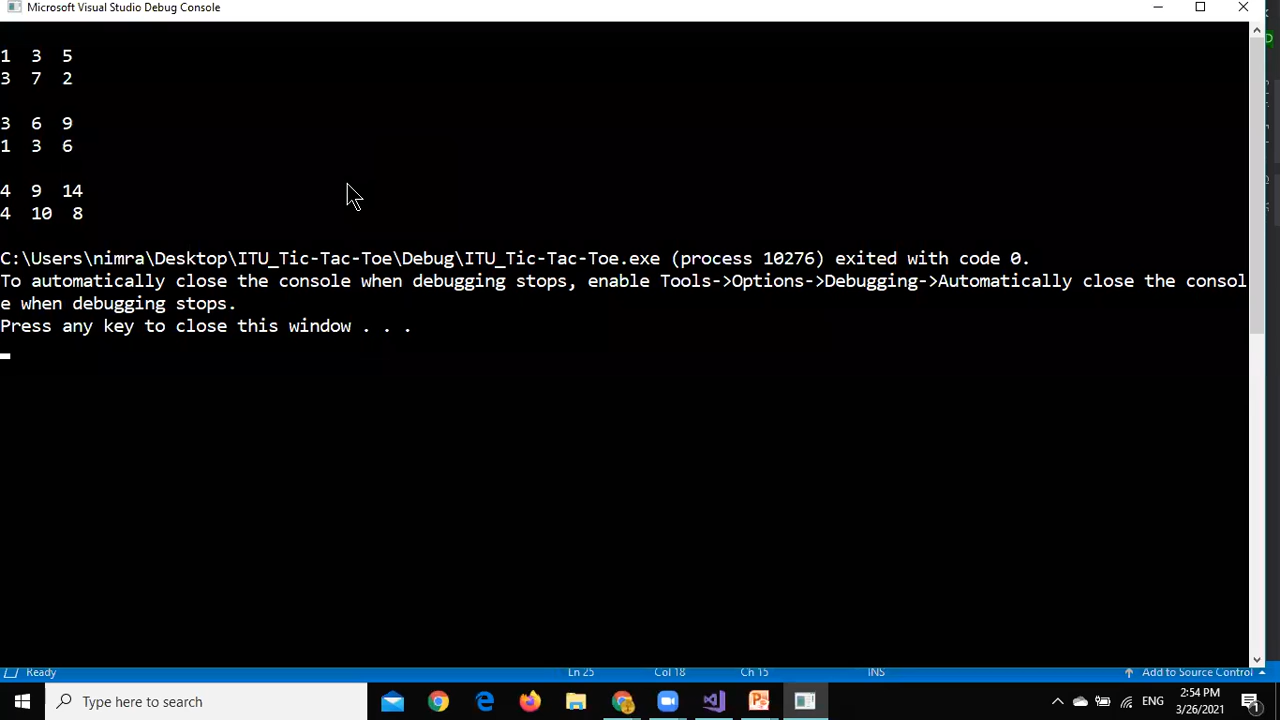 Microsoft Visual Studio Debug Console
1 3 5
3 7 2
3 6 9
1 3 6
4 9 14
4 10 8
C:\Users\nimra\Desktop\ITU_Tic-Tac-Toe\Debug\ITU_Tic-Tac-Toe.exe (process 10276) exited with code 0.
To automatically close the console when debugging stops, enable Tools->Options->Debugging->Automatically close the consol
e when debugging stops.
Press any key to close this window . . .
Ready Ln 25 Col 18 Ch 15 INS Add to Source Control
Type here to search ENG 2:54 PM
3/26/2021